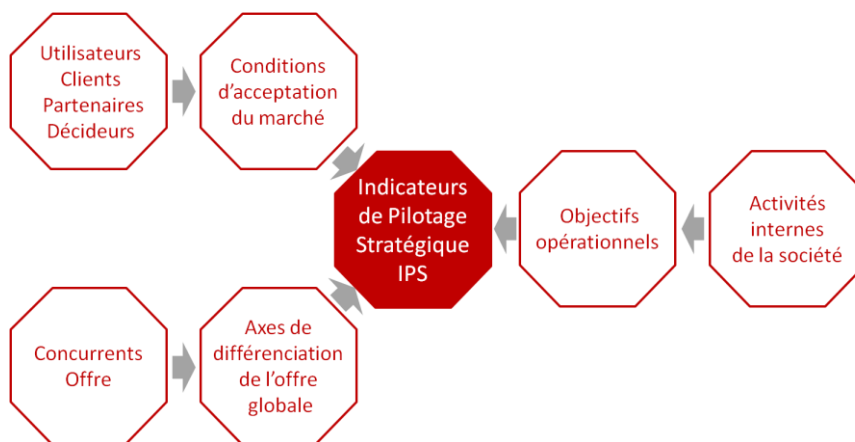 Utilisateurs
Clients
Partenaires
Décideurs
Conditions
d’acceptation
du marché
Indicateurs
de Pilotage
Stratégique
IPS
Objectifs
opérationnels
Activités
internes
de la société
Concurrents
Offre
Axes de
différenciation
de l’offre
globale